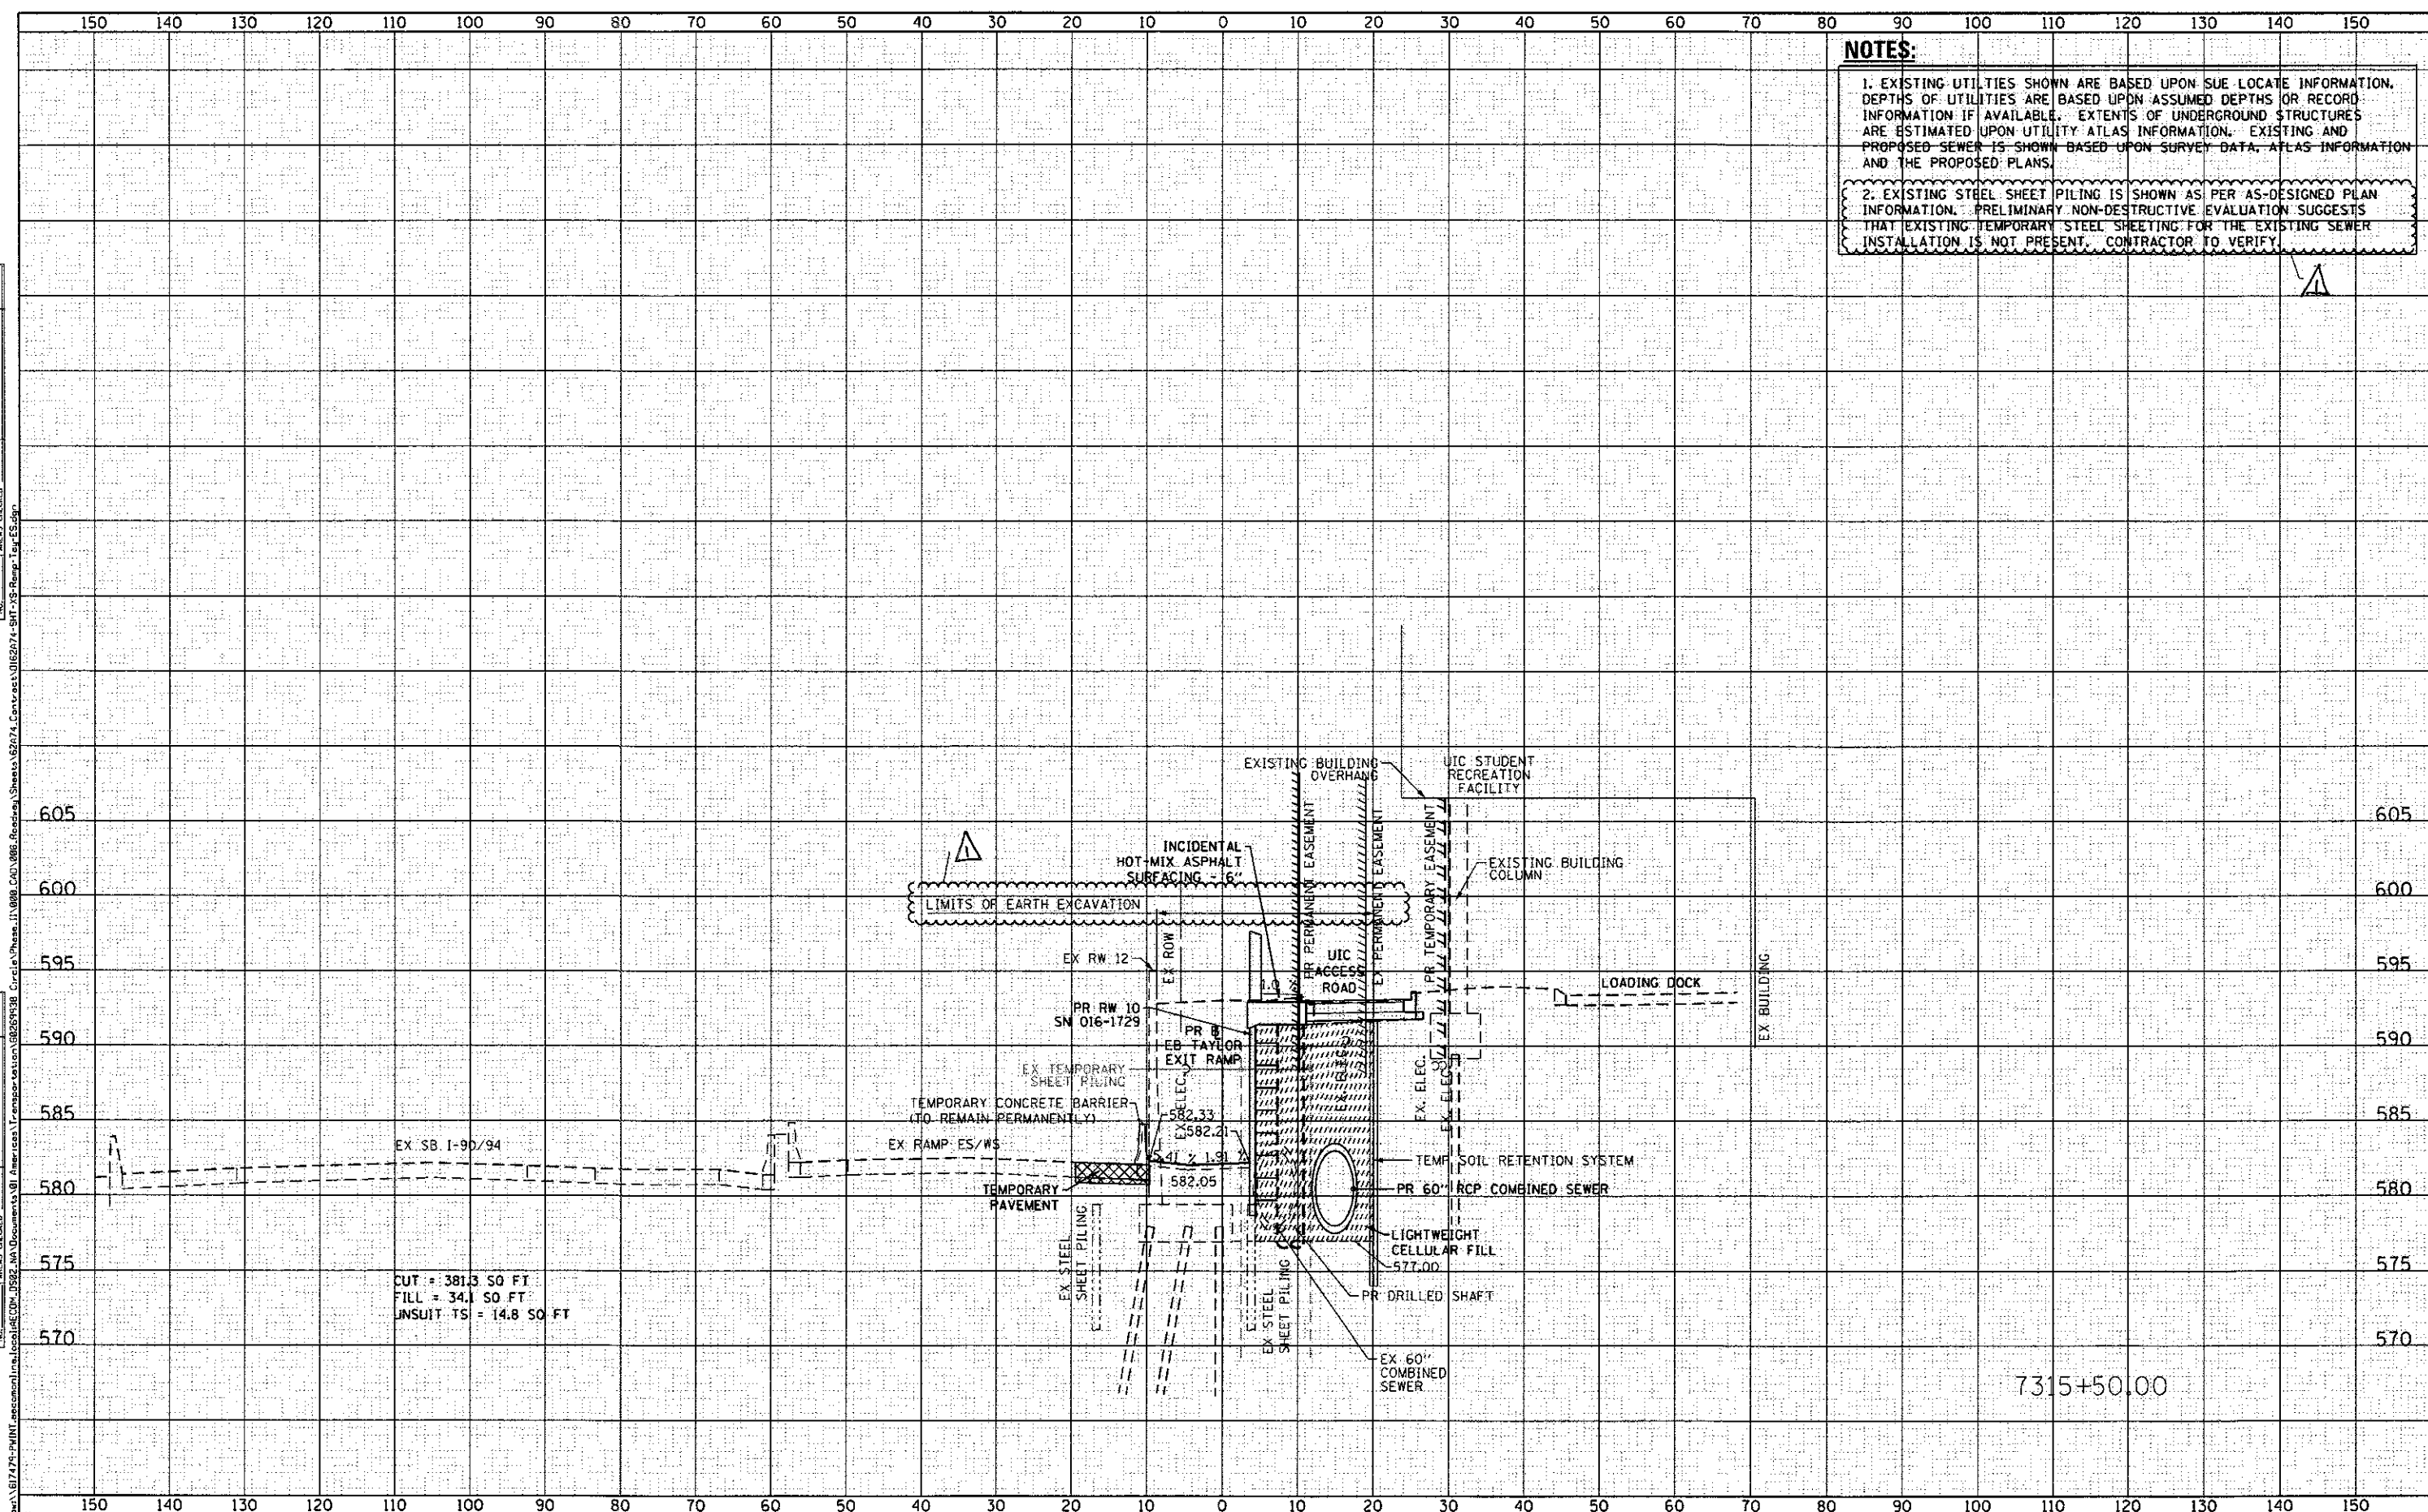 150 140 130 120 110 100 90 80 70 60 50 40 30 20 10 0 10 20 30 40 50 60 70 80 90 100 110 120 130 140 150
NOTES:
1. EXISTING UTILTIES SHOWN ARE BASED UPON SUE LOCATE INFORMATION.
DEPTHS OF UTILITIES ARE BASED UPON ASSUMED DEPTHS OR RECORD
INFORMATION IF AVAILABLE. EXTENTS OF UNDERGROUND STRUCTURES
ARE ESTIMATED UPON UTILITY ATLAS INFORMATION. EXISTING AND
PROPOSED SEWER IS SHOWN BASED UPON SURVEY DATA, ATLAS INFORMATION
AND THE PROPOSED PLANS.
2. EXISTING STEEL SHEET PILING IS SHOWN AS PER AS-DESIGNED PLAN
INFORMATION. PRELIMINARY NON-DESTRUCTIVE EVALUATION SUGGESTS
THAT EXISTING TEMPORARY STEEL SHEETING FOR THE EXISTING SEWER
INSTALLATION IS NOT PRESENT. CONTRACTOR TO VERIFY.
1
EXISTING BUILDING
OVERHANG
UIC STUDENT
RECREATION
FACILITY
605
605
1
INCIDENTAL
HOT-MIX ASPHALT
SURFACING - 6"
PR PERMANENT EASEMENT
EX PERMANENT EASEMENT
PR TEMPORARY EASEMENT
EXISTING BUILDING
COLUMN
600
LIMITS OF EARTH EXCAVATION
600
EX RW 12
EX ROW
UIC
ACCESS
ROAD
1.0 %
595
595
LOADING DOCK
EX BUILDING
PR RW 10
SN 016-1729
PR B
EB TAYLOR
EXIT RAMP
590
590
EX TEMPORARY
SHEET PILING
EX ELEC.
EX ELEC.
EX. ELEC.
EX ELEC.
TEMPORARY CONCRETE BARRIER
(TO REMAIN PERMANENTLY)
585
582.33
582.21
585
EX SB I-90/94
EX RAMP ES/WS
5.41 % 1.91 %
582.05
TEMP SOIL RETENTION SYSTEM
580
TEMPORARY
PAVEMENT
PR 60" RCP COMBINED SEWER
580
EX STEEL
SHEET PILING
LIGHTWEIGHT
CELLULAR FILL
577.00
575
575
CUT = 381.3 SQ FT
FILL = 34.1 SQ FT
UNSUIT TS = 14.8 SQ FT
EX STEEL
SHEET PILING
PR DRILLED SHAFT
570
570
EX 60"
COMBINED
SEWER
7315+50.00
150 140 130 120 110 100 90 80 70 60 50 40 30 20 10 0 10 20 30 40 50 60 70 80 90 100 110 120 130 140 150